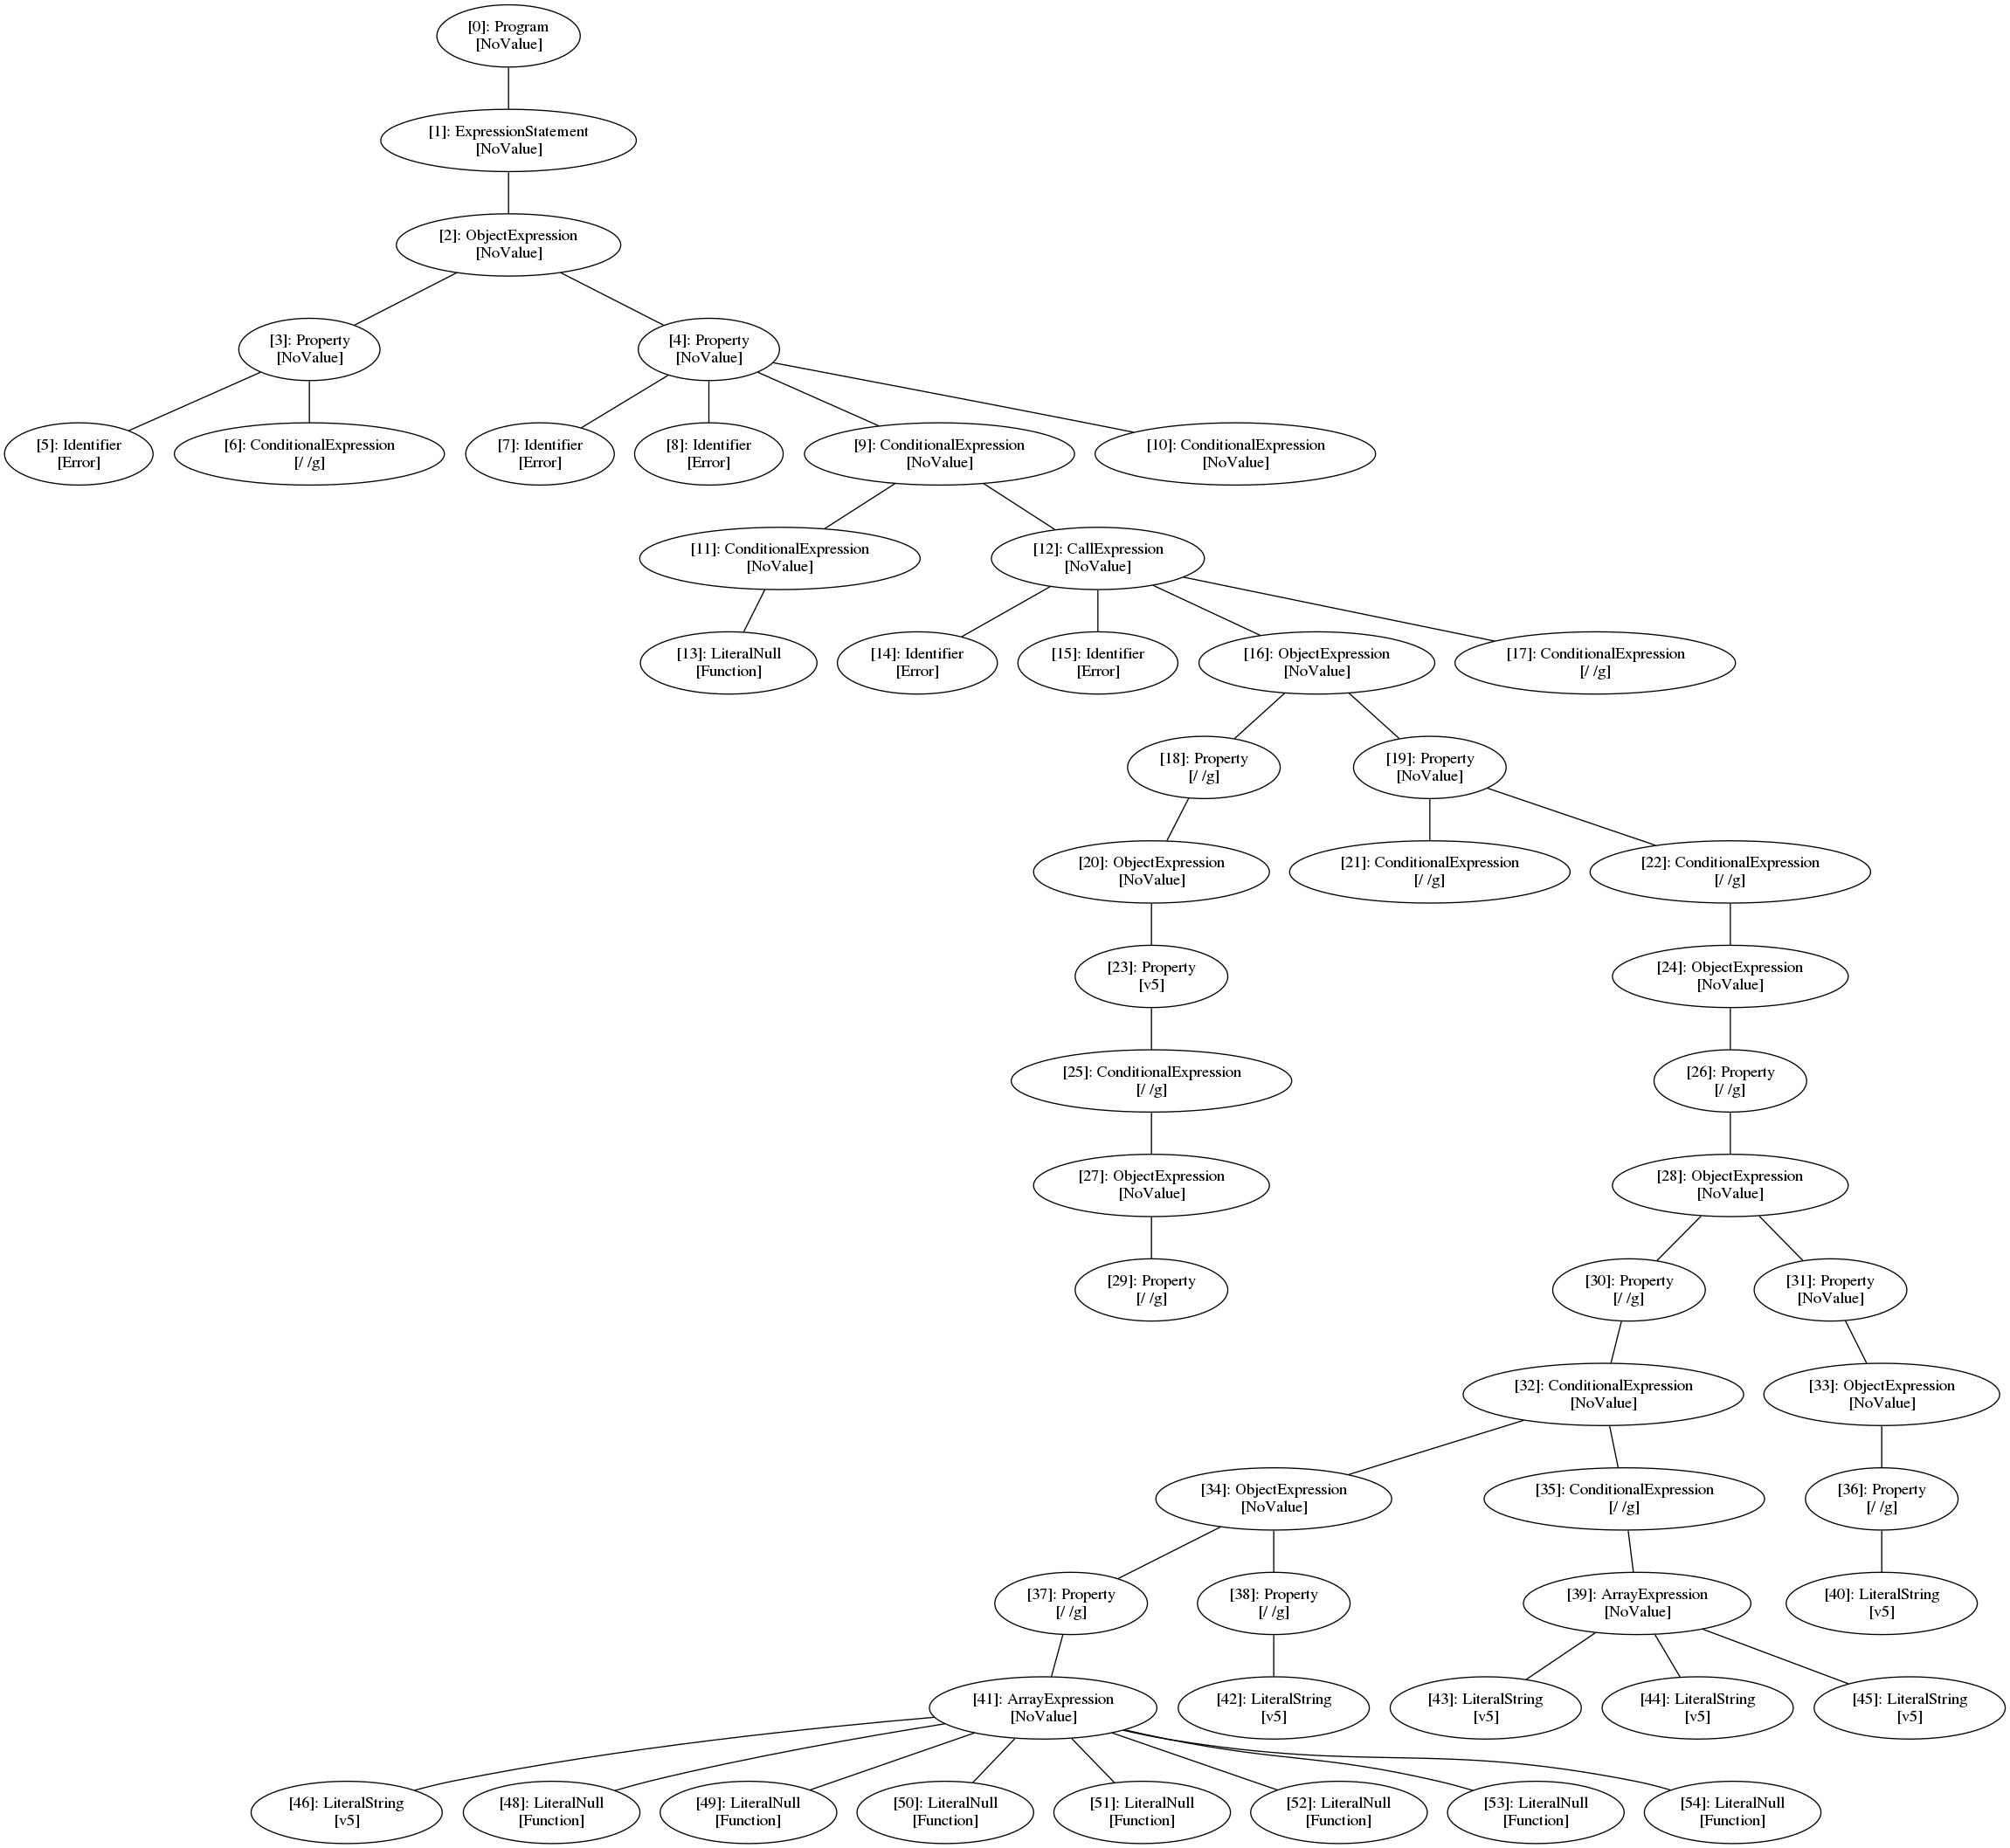 [0]: Program
[NoValue]
[1]: ExpressionStatement
[NoValue]
[2]: ObjectExpression
[NoValue]
[3]: Property
[NoValue]
[4]: Property
[NoValue]
[5]: Identifier
[Error]
[6]: ConditionalExpression
[/ /g]
[7]: Identifier
[Error]
[8]: Identifier
[Error]
[9]: ConditionalExpression
[NoValue]
[10]: ConditionalExpression
[NoValue]
[11]: ConditionalExpression
[NoValue]
[12]: CallExpression
[NoValue]
[13]: LiteralNull
[Function]
[14]: Identifier
[Error]
[15]: Identifier
[Error]
[16]: ObjectExpression
[NoValue]
[17]: ConditionalExpression
[/ /g]
[18]: Property
[/ /g]
[19]: Property
[NoValue]
[20]: ObjectExpression
[NoValue]
[21]: ConditionalExpression
[/ /g]
[22]: ConditionalExpression
[/ /g]
[23]: Property
[v5]
[24]: ObjectExpression
[NoValue]
[25]: ConditionalExpression
[/ /g]
[26]: Property
[/ /g]
[27]: ObjectExpression
[NoValue]
[28]: ObjectExpression
[NoValue]
[29]: Property
[/ /g]
[30]: Property
[/ /g]
[31]: Property
[NoValue]
[32]: ConditionalExpression
[NoValue]
[33]: ObjectExpression
[NoValue]
[34]: ObjectExpression
[NoValue]
[35]: ConditionalExpression
[/ /g]
[36]: Property
[/ /g]
[37]: Property
[/ /g]
[38]: Property
[/ /g]
[39]: ArrayExpression
[NoValue]
[40]: LiteralString
[v5]
[41]: ArrayExpression
[NoValue]
[42]: LiteralString
[v5]
[43]: LiteralString
[v5]
[44]: LiteralString
[v5]
[45]: LiteralString
[v5]
[46]: LiteralString
[v5]
[48]: LiteralNull
[Function]
[49]: LiteralNull
[Function]
[50]: LiteralNull
[Function]
[51]: LiteralNull
[Function]
[52]: LiteralNull
[Function]
[53]: LiteralNull
[Function]
[54]: LiteralNull
[Function]